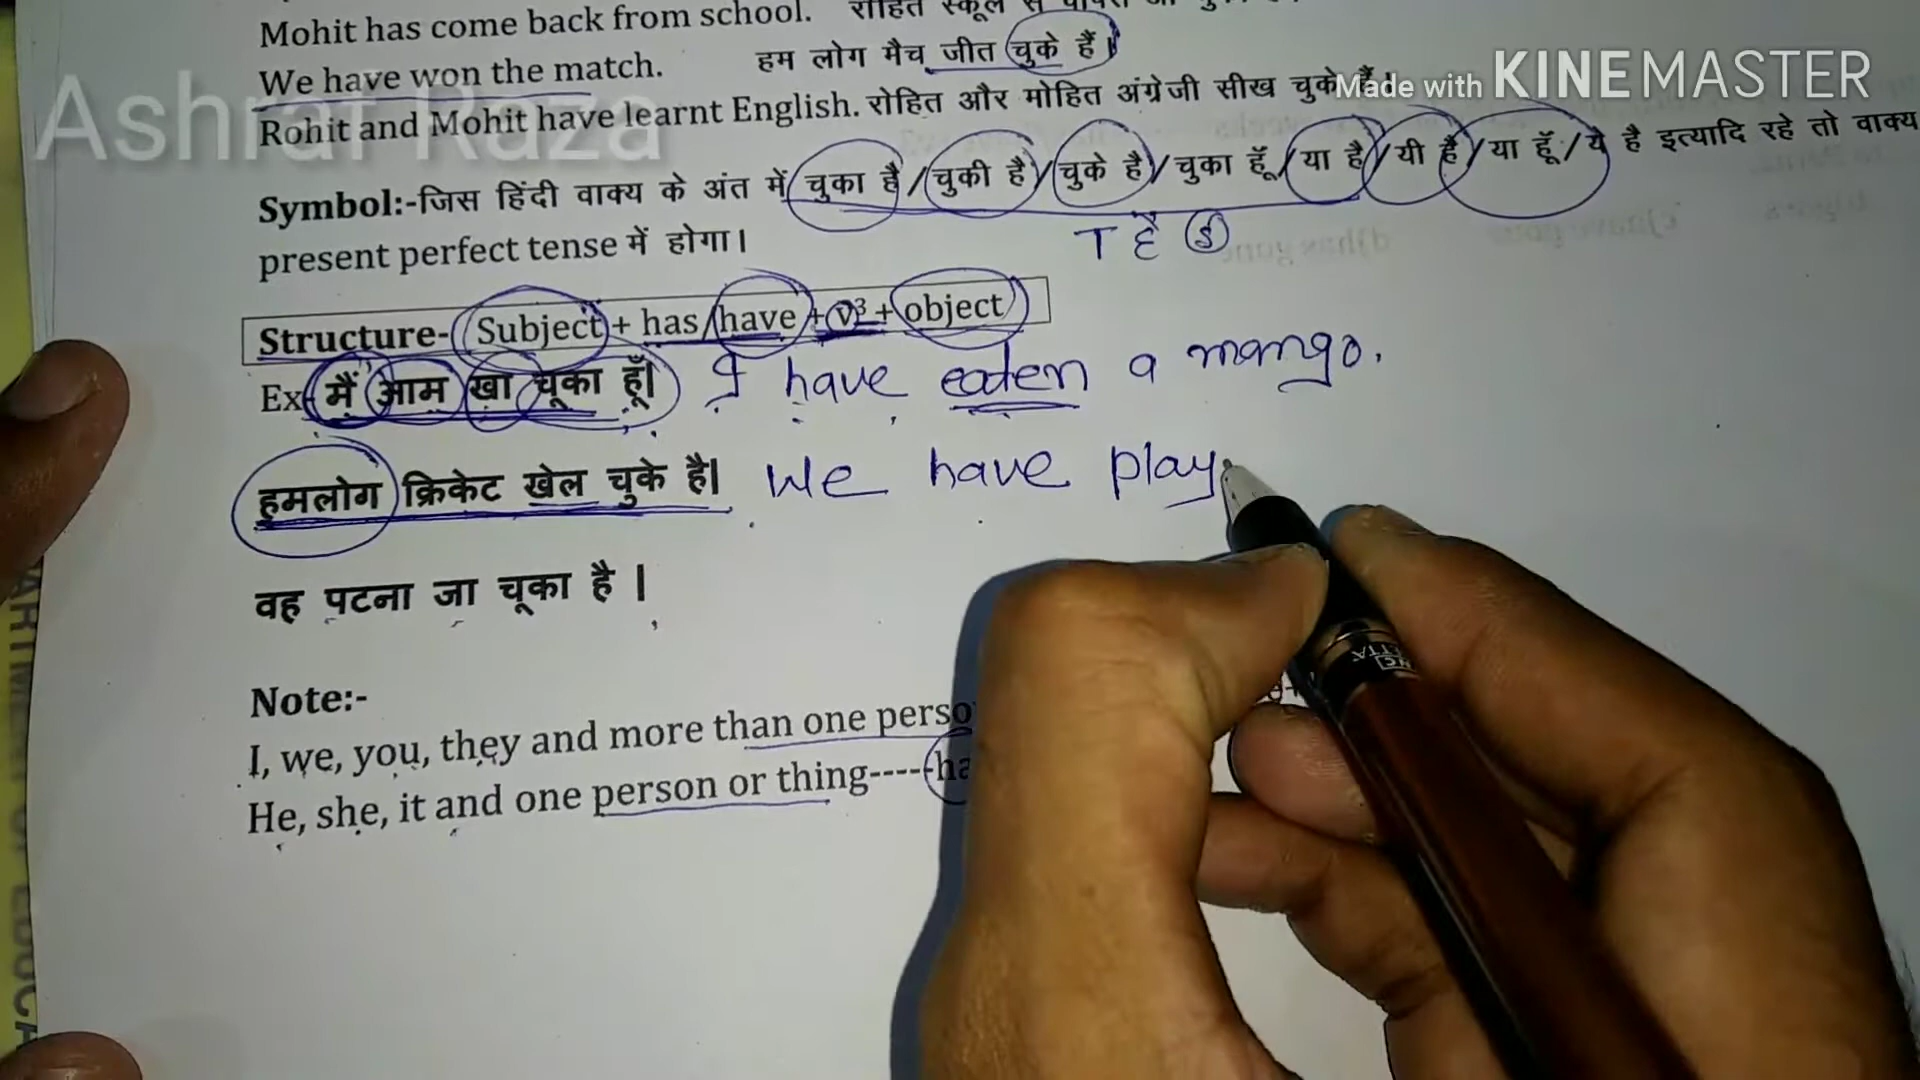 Mohit has come back from school. रोहित स्कूल से
We have won the match. हम लोग मैच जीत चुके हैं।
Made with KINEMASTER
Ashraf Raza
Rohit and Mohit have learnt English. रोहित और मोहित अंग्रेजी सीख चुके हैं।
Symbol:-जिस हिंदी वाक्य के अंत में चुका है/चुकी है/चुके है/चुका हूँ/या है/यी है/या हूँ/ये है इत्यादि रहे तो वाक्य
present perfect tense में होगा।
T E S
Structure- Subject + has/have +v³ + object
Ex- मैं आम खा चूका हूँ। I have eaten a mango.
हमलोग क्रिकेट खेल चुके है। We have play
वह पटना जा चूका है ।
Note:-
I, we, you, they and more than one perso
He, she, it and one person or thing-----ha